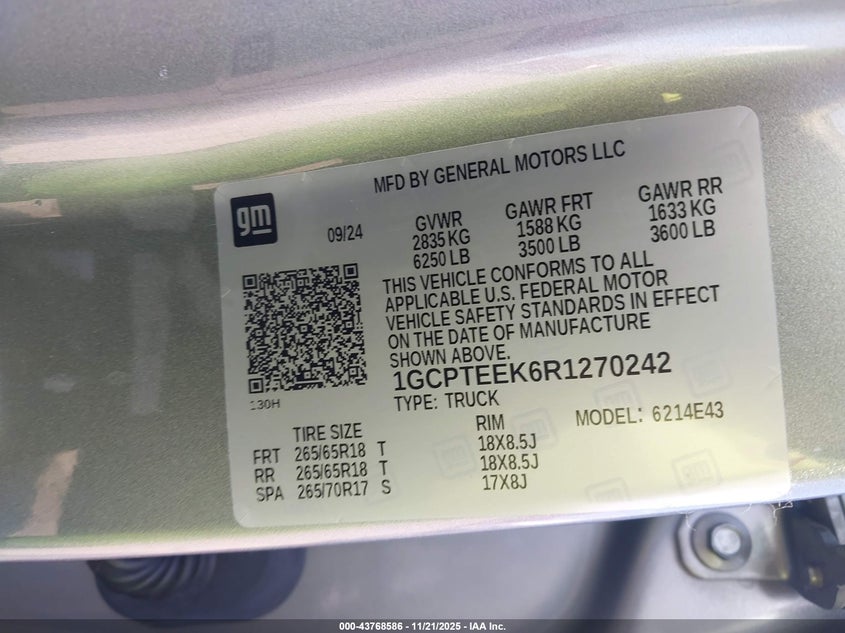 MFD BY GENERAL MOTORS LLC
gm
09/24
GVWR GAWR FRT GAWR RR
2835 KG 1588 KG 1633 KG
6250 LB 3500 LB 3600 LB
THIS VEHICLE CONFORMS TO ALL
APPLICABLE U.S. FEDERAL MOTOR
VEHICLE SAFETY STANDARDS IN EFFECT
ON THE DATE OF MANUFACTURE
SHOWN ABOVE.
130H
1GCPTEEK6R1270242
TYPE: TRUCK
MODEL: 6214E43
TIRE SIZE RIM
FRT 265/65R18 T 18X8.5J
RR 265/65R18 T 18X8.5J
SPA 265/70R17 S 17X8J
000-43768586 - 11/21/2025 - IAA Inc.